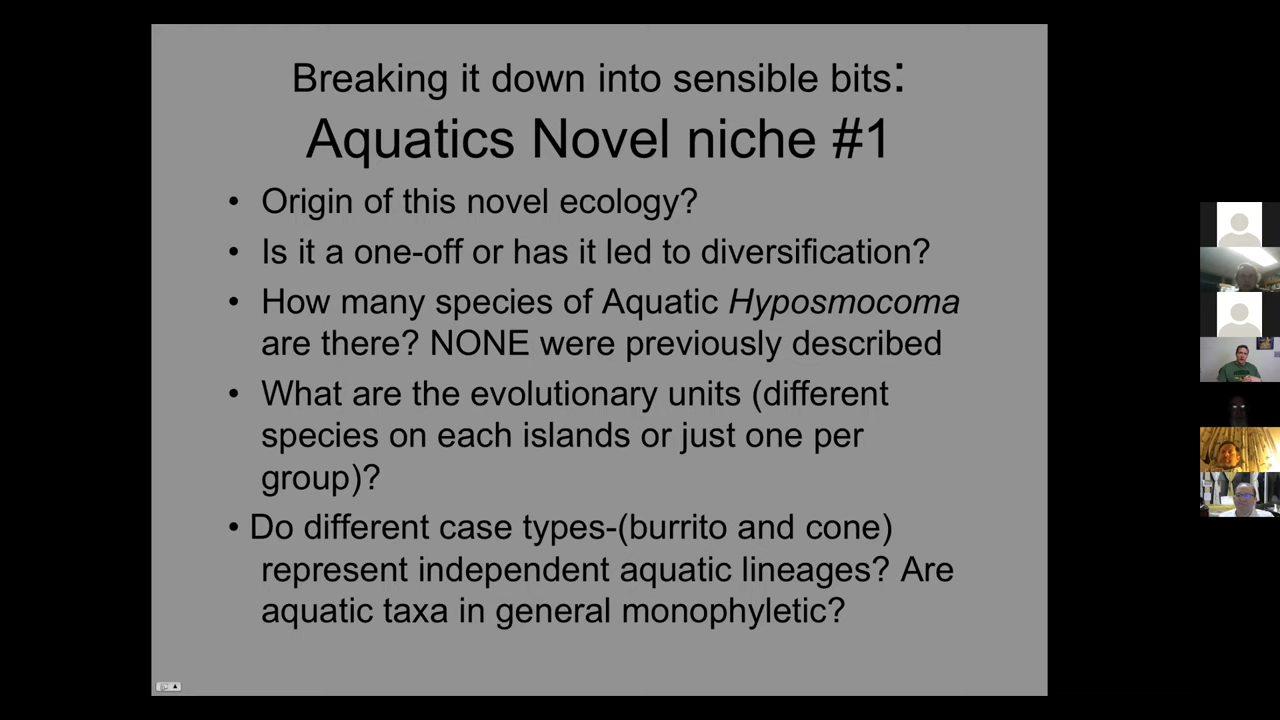 Breaking it down into sensible bits:
Aquatics Novel niche #1
• Origin of this novel ecology?
• Is it a one-off or has it led to diversification?
• How many species of Aquatic Hyposmocoma
are there? NONE were previously described
• What are the evolutionary units (different
species on each islands or just one per
group)?
• Do different case types-(burrito and cone)
represent independent aquatic lineages? Are
aquatic taxa in general monophyletic?